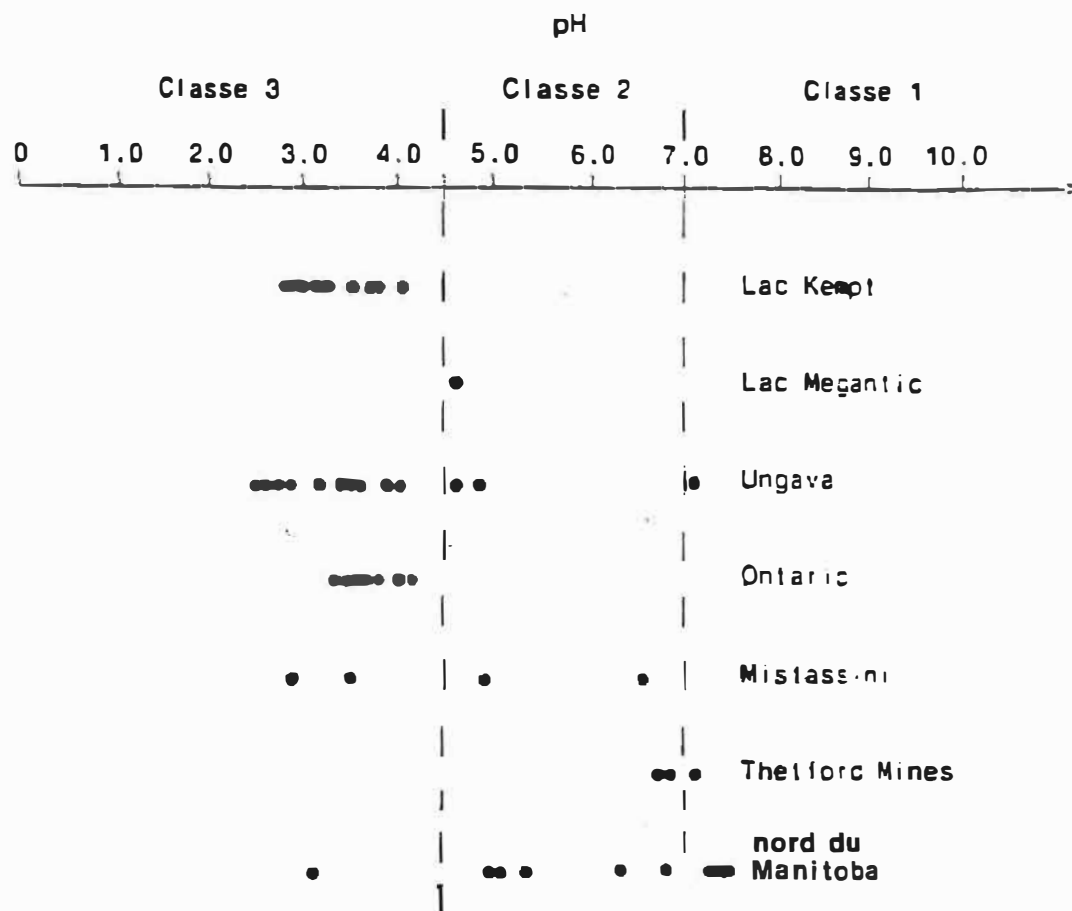 pH
Classe 3 Classe 2 Classe 1
0 1.0 2.0 3.0 4.0 5.0 6.0 7.0 8.0 9.0 10.0
Lac Kempt
Lac Megantic
Ungava
Ontario
Mistassini
Thetford Mines
nord du
Manitoba